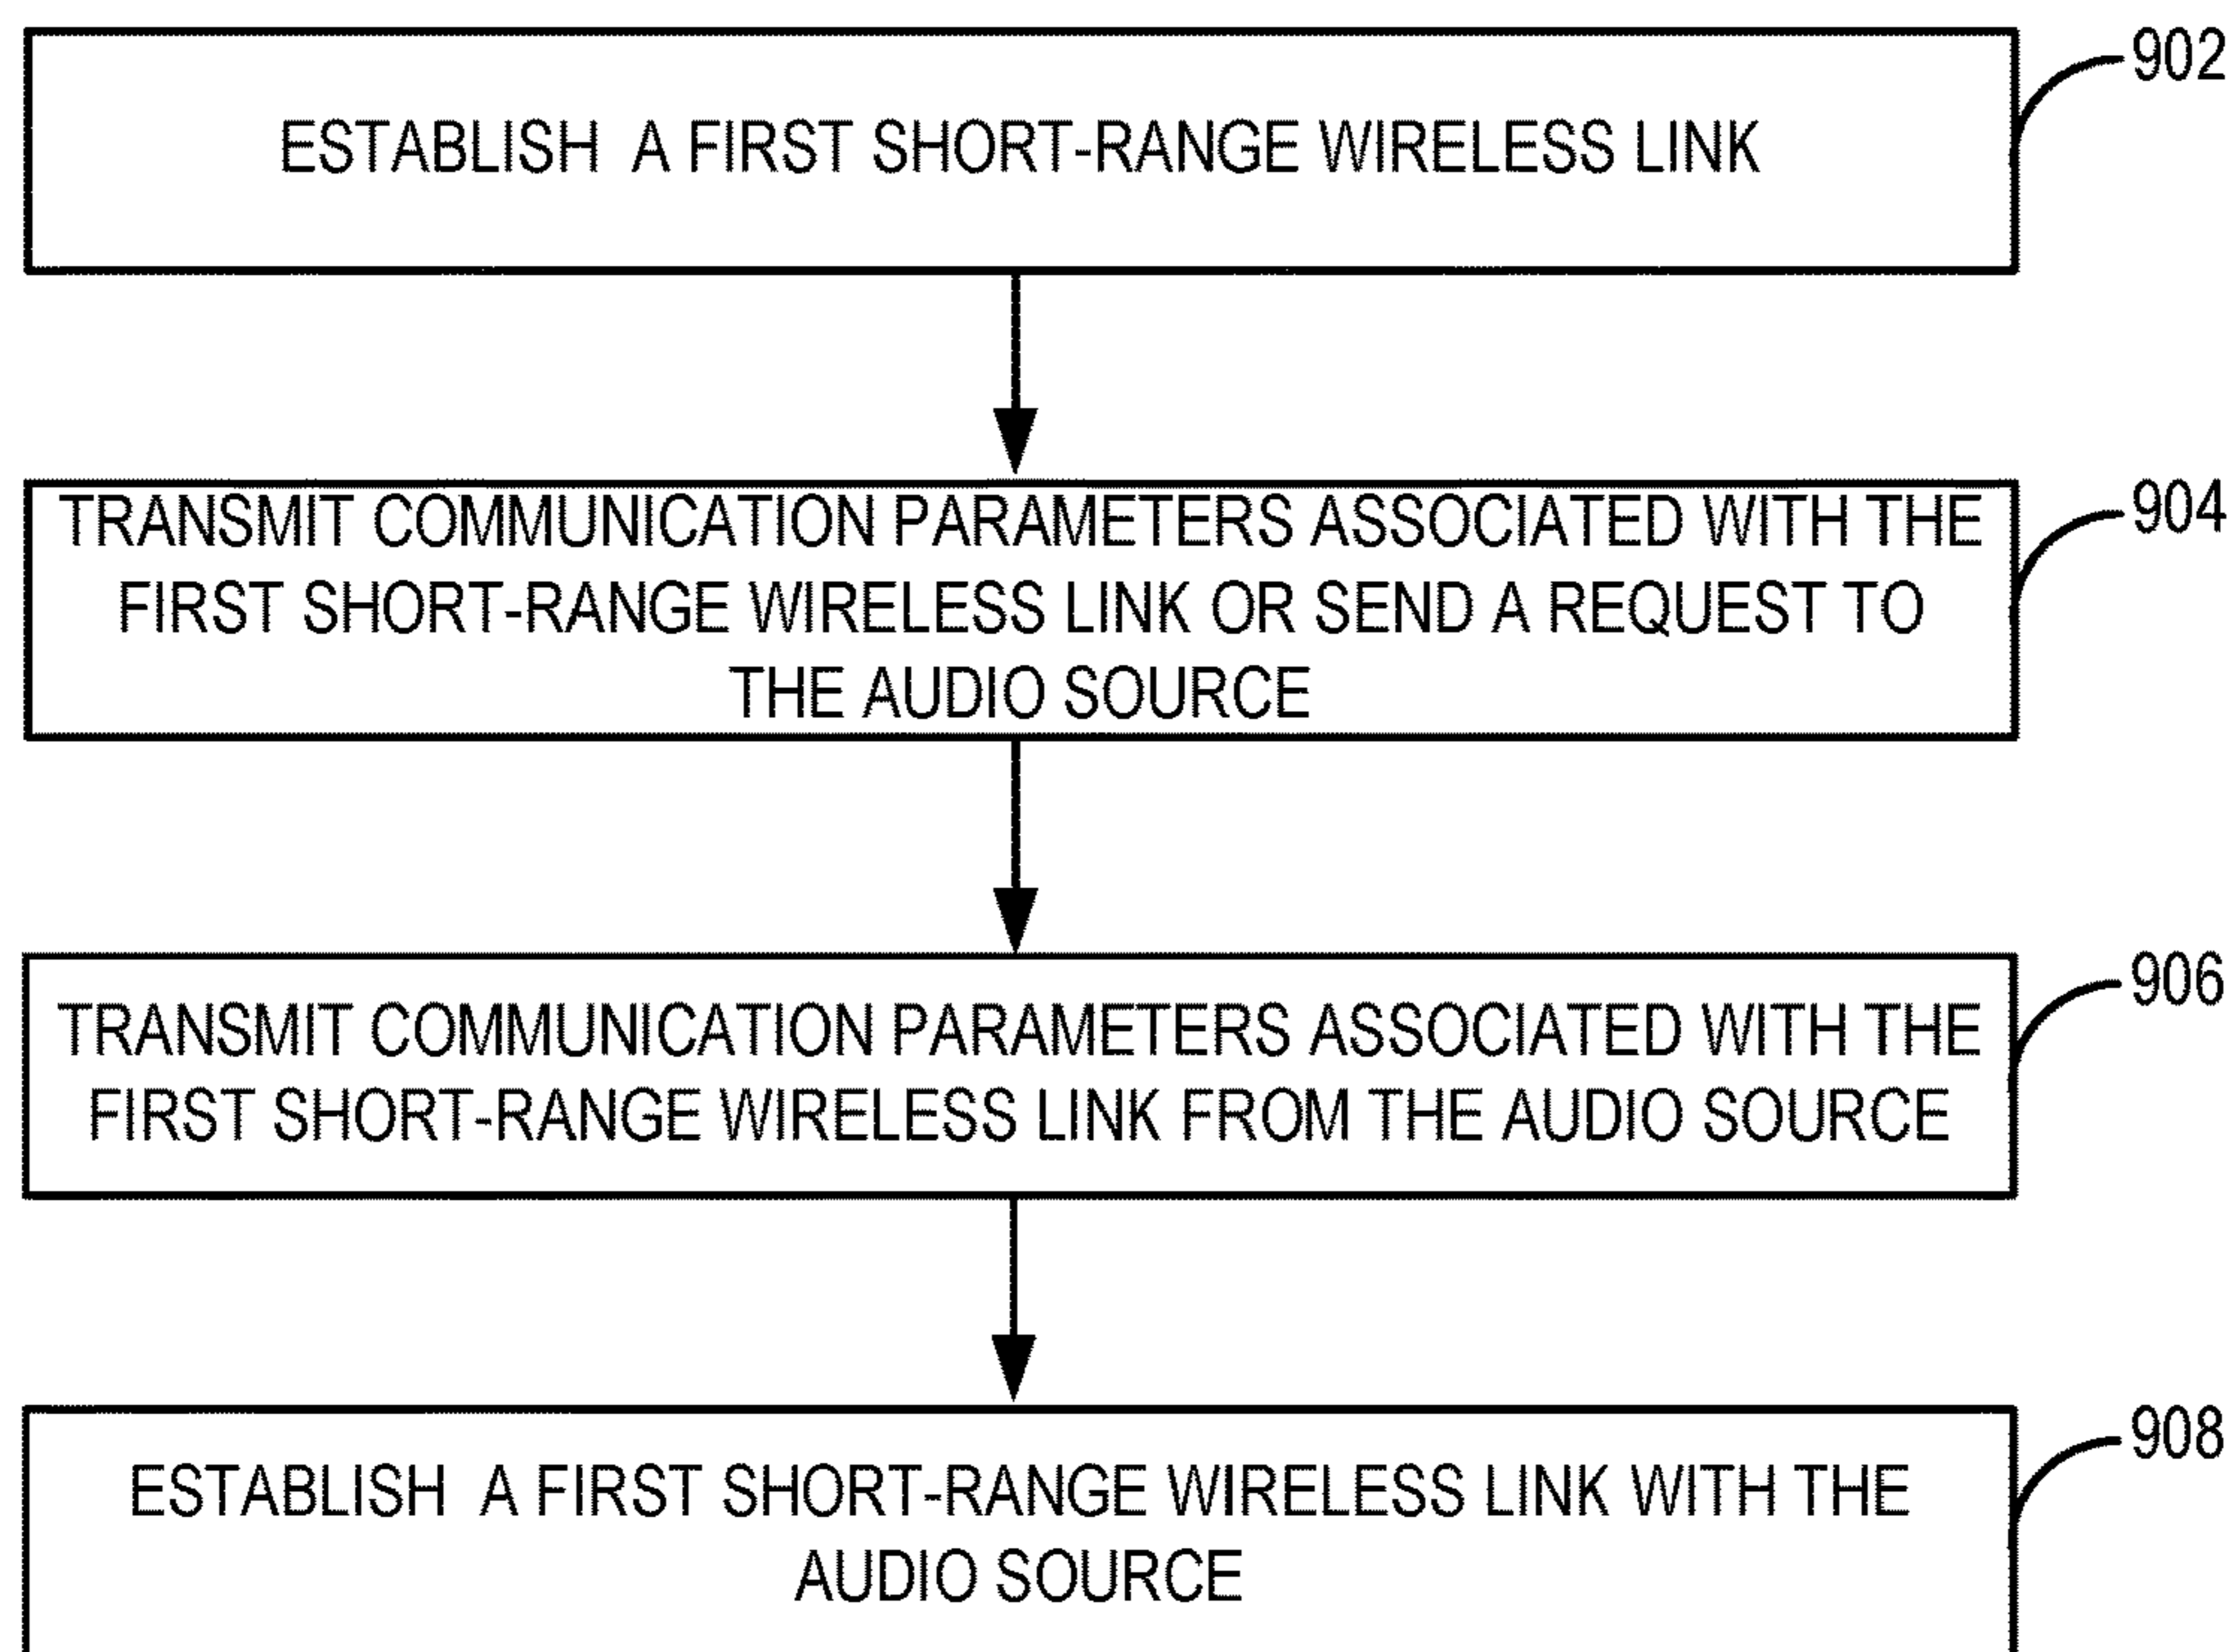 902
ESTABLISH A FIRST SHORT-RANGE WIRELESS LINK
904
TRANSMIT COMMUNICATION PARAMETERS ASSOCIATED WITH THE
FIRST SHORT-RANGE WIRELESS LINK OR SEND A REQUEST TO
THE AUDIO SOURCE
906
TRANSMIT COMMUNICATION PARAMETERS ASSOCIATED WITH THE
FIRST SHORT-RANGE WIRELESS LINK FROM THE AUDIO SOURCE
908
ESTABLISH A FIRST SHORT-RANGE WIRELESS LINK WITH THE
AUDIO SOURCE